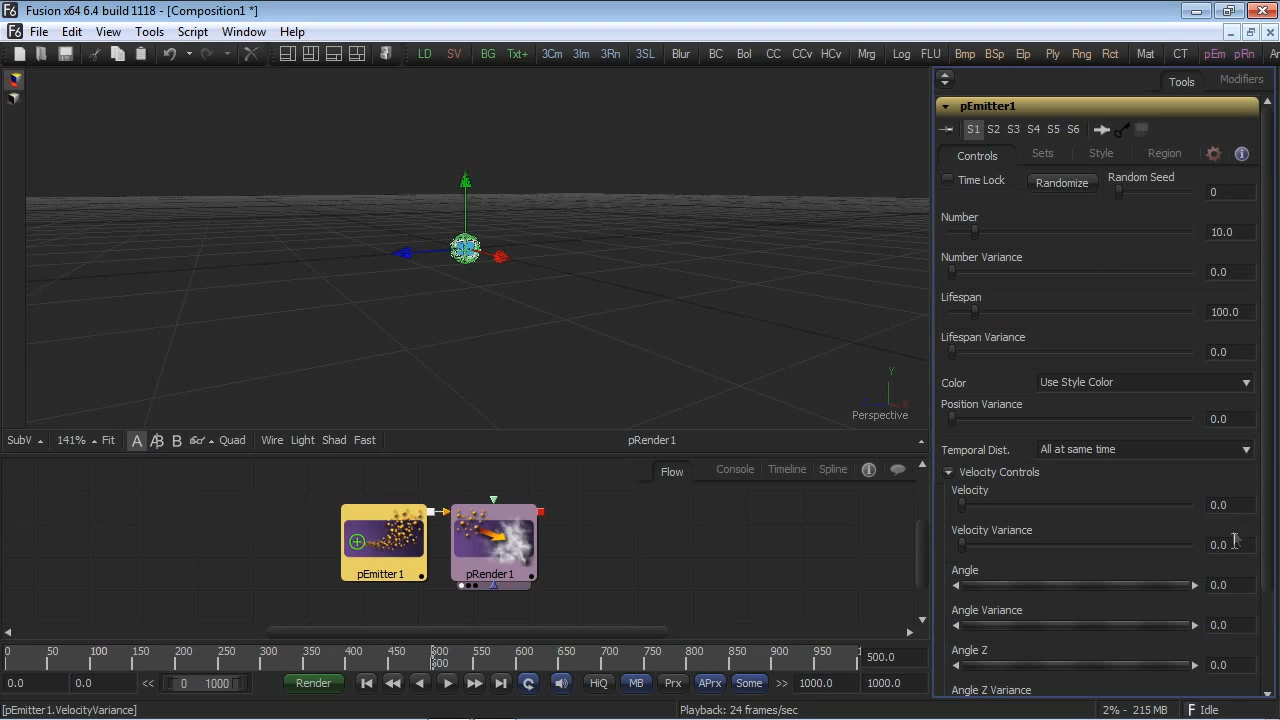 Fusion x64 6.4 build 1118 - [Composition1 *]
File Edit View Tools Script Window Help
LD SV BG Txt+ 3Cm 3Im 3Rn 3SL Blur BC Bol CC CCv HCv Mrg Log FLU Bmp BSp Elp Ply Rng Rct Mat CT pEm pRn
Tools Modifiers
pEmitter1
S1 S2 S3 S4 S5 S6
Controls Sets Style Region
Time Lock Randomize Random Seed 0
Number
10.0
Number Variance
0.0
Lifespan
100.0
Lifespan Variance
0.0
Color Use Style Color
Position Variance
0.0
Temporal Dist. All at same time
Velocity Controls
Velocity
0.0
Velocity Variance
0.0
Angle
0.0
Angle Variance
0.0
Angle Z
0.0
Angle Z Variance
Y
Perspective
SubV 141% Fit A B Quad Wire Light Shad Fast pRender1
Flow Console Timeline Spline
pEmitter1 pRender1
0 50 100 150 200 250 300 350 400 450 500 550 600 650 700 750 800 850 900 950 500.0
500
0.0 0.0 << 0 1000 Render HiQ MB Prx APrx Some >> 1000.0 1000.0
[pEmitter1.VelocityVariance] Playback: 24 frames/sec 2% - 215 MB Idle